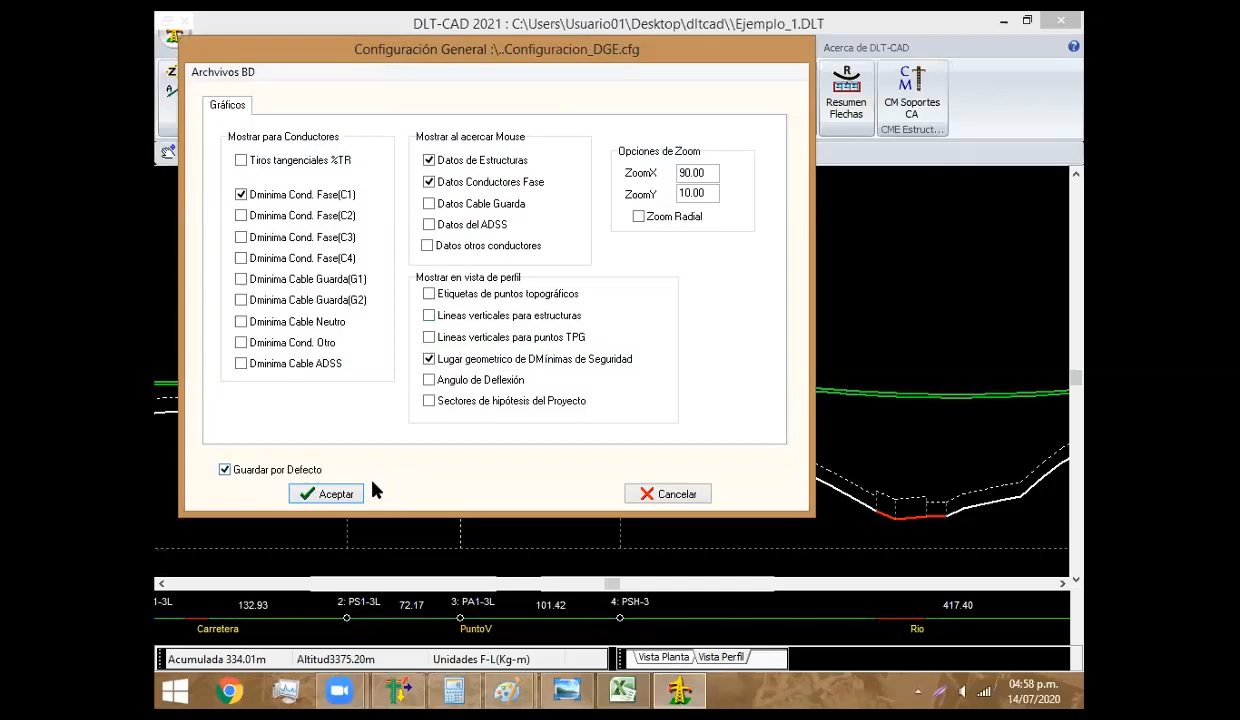 DLT-CAD 2021 : C:\Users\Usuario01\Desktop\dltcad\\Ejemplo_1.DLT
Configuración General :\..Configuracion_DGE.cfg
Acerca de DLT-CAD
Archvivos BD
Gráficos
Mostrar para Conductores
Tiros tangenciales %TR
Dminima Cond. Fase(C1)
Dminima Cond. Fase(C2)
Dminima Cond. Fase(C3)
Dminima Cond. Fase(C4)
Dminima Cable Guarda(G1)
Dminima Cable Guarda(G2)
Dminima Cable Neutro
Dminima Cond. Otro
Dminima Cable ADSS
Mostrar al acercar Mouse
Datos de Estructuras
Datos Conductores Fase
Datos Cable Guarda
Datos del ADSS
Datos otros conductores
Opciones de Zoom
ZoomX 90.00
ZoomY 10.00
Zoom Radial
Mostrar en vista de perfil
Etiquetas de puntos topográficos
Lineas verticales para estructuras
Lineas verticales para puntos TPG
Lugar geometrico de DMínimas de Seguridad
Angulo de Deflexión
Sectores de hipótesis del Proyecto
Guardar por Defecto
Aceptar
Cancelar
R
Resumen
Flechas
C
M
CM Soportes
CA
CME Estruct...
1-3L 132.93 2: PS1-3L 72.17 3: PA1-3L 101.42 4: PSH-3 417.40
Carretera PuntoV Rio
Acumulada 334.01m Altitud3375.20m Unidades F-L(Kg-m) Vista Planta Vista Perfil
04:58 p.m.
14/07/2020